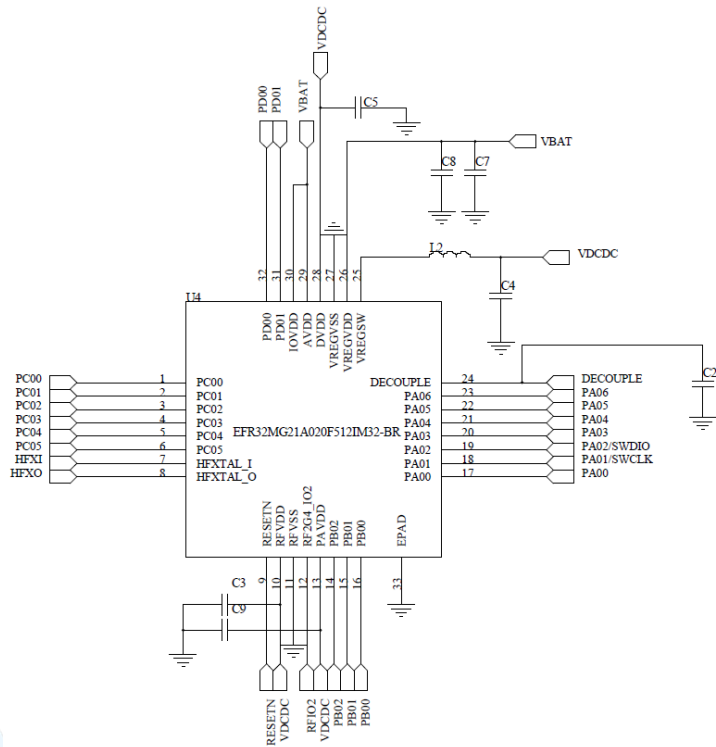 VDCDC
PD00
PD01
VBAT
C5
VBAT
C8
C7
L2
VDCDC
C4
32
31
30
29
28
27
26
25
U4
PD00
PD01
IOVDD
AVDD
DVDD
VREGVSS
VREGVDD
VREGSW
C2
PC00 1 PC00 DECOUPLE 24 DECOUPLE
PC01 2 PC01 PA06 23 PA06
PC02 3 PC02 PA05 22 PA05
PC03 4 PC03 PA04 21 PA04
PC04 5 PC04 EFR32MG21A020F512IM32-BR PA03 20 PA03
PC05 6 PC05 PA02 19 PA02/SWDIO
HFXI 7 HFXTAL_I PA01 18 PA01/SWCLK
HFXO 8 HFXTAL_O PA00 17 PA00
RESETN
RFVDD
RFVSS
RF2G4_IO2
PAVDD
PB02
PB01
PB00
EPAD
9
10
11
12
13
14
15
16
33
C3
C9
RESETN
VDCDC
RFIO2
VDCDC
PB02
PB01
PB00